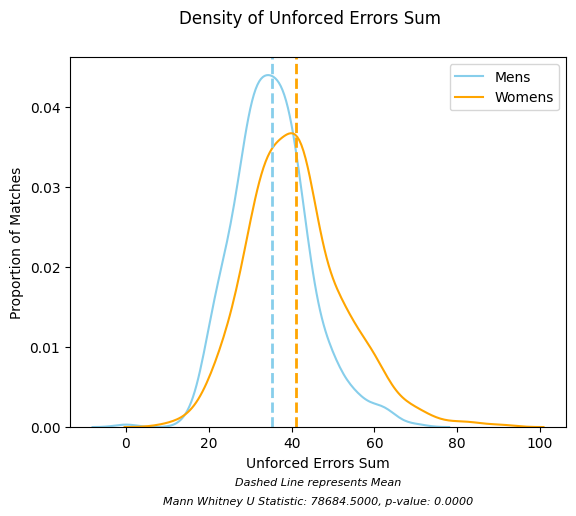 Density of Unforced Errors Sum
Mens
Womens
0.04
0.03
0.02
0.01
0.00
Proportion of Matches
0 20 40 60 80 100
Unforced Errors Sum
Dashed Line represents Mean
Mann Whitney U Statistic: 78684.5000, p-value: 0.0000